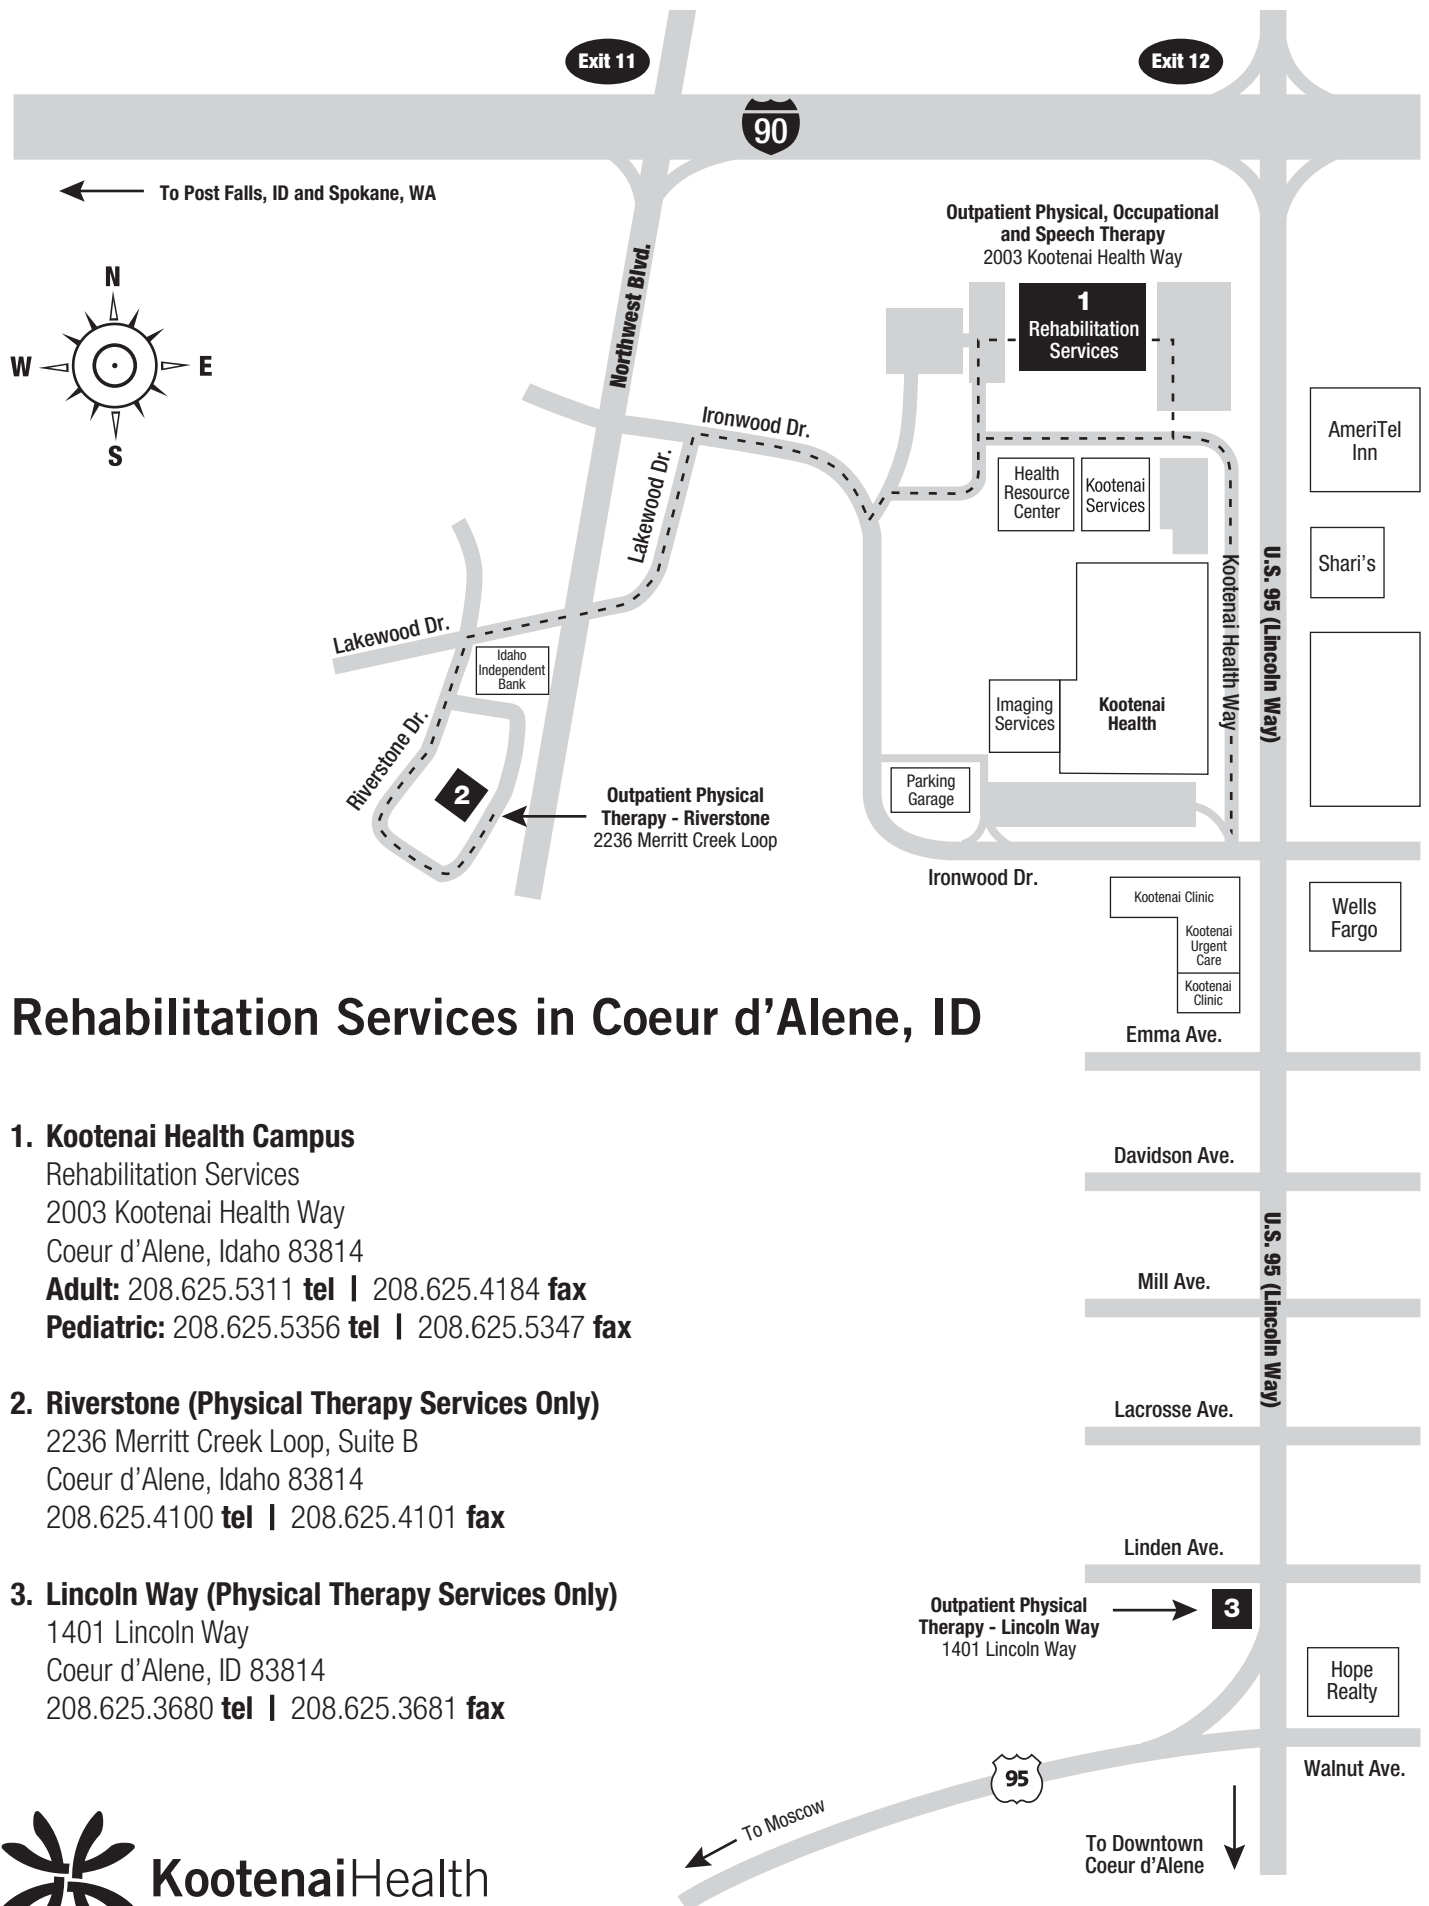 Exit 11
Exit 12
90
To Post Falls, ID and Spokane, WA
N
W
E
S
Northwest Blvd.
Outpatient Physical, Occupational
and Speech Therapy
2003 Kootenai Health Way
1
Rehabilitation
Services
Ironwood Dr.
Lakewood Dr.
AmeriTel
Inn
Health
Resource
Center
Kootenai
Services
Shari's
Kootenai Health Way
U.S. 95 (Lincoln Way)
Lakewood Dr.
Idaho
Independent
Bank
Imaging
Services
Kootenai
Health
Riverstone Dr.
2
Outpatient Physical
Therapy - Riverstone
2236 Merritt Creek Loop
Parking
Garage
Ironwood Dr.
Kootenai Clinic
Kootenai
Urgent
Care
Kootenai
Clinic
Wells
Fargo
Rehabilitation Services in Coeur d'Alene, ID
Emma Ave.
Davidson Ave.
U.S. 95 (Lincoln Way)
Mill Ave.
Lacrosse Ave.
Linden Ave.
1. Kootenai Health Campus
Rehabilitation Services
2003 Kootenai Health Way
Coeur d'Alene, Idaho 83814
Adult: 208.625.5311 tel | 208.625.4184 fax
Pediatric: 208.625.5356 tel | 208.625.5347 fax
2. Riverstone (Physical Therapy Services Only)
2236 Merritt Creek Loop, Suite B
Coeur d'Alene, Idaho 83814
208.625.4100 tel | 208.625.4101 fax
3. Lincoln Way (Physical Therapy Services Only)
1401 Lincoln Way
Coeur d'Alene, ID 83814
208.625.3680 tel | 208.625.3681 fax
Outpatient Physical
Therapy - Lincoln Way
1401 Lincoln Way
3
Hope
Realty
Walnut Ave.
95
To Moscow
To Downtown
Coeur d'Alene
KootenaiHealth